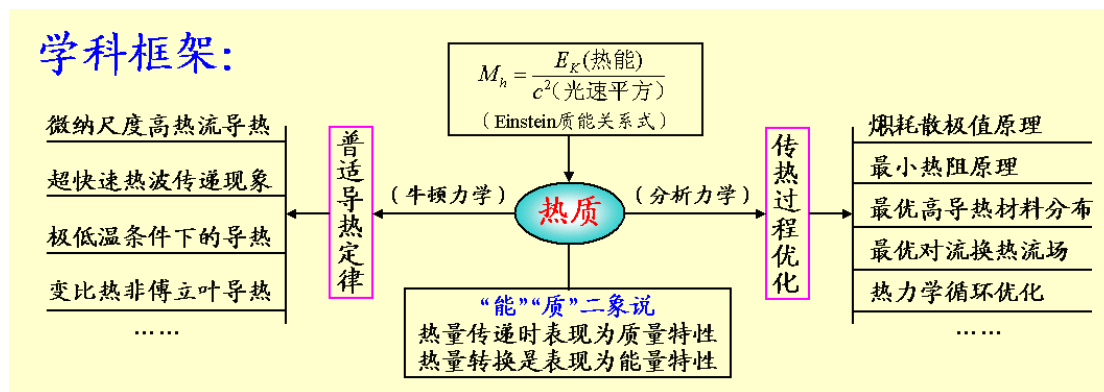 学科框架:
M_h = E_K(热能) / c²(光速平方)
(Einstein质能关系式)
微纳尺度高热流导热
超快速热波传递现象
极低温条件下的导热
变比热非傅立叶导热
……
普适导热定律
(牛顿力学)
热质
(分析力学)
传热过程优化
㶲耗散极值原理
最小热阻原理
最优高导热材料分布
最优对流换热流场
热力学循环优化
……
“能”“质”二象说
热量传递时表现为质量特性
热量转换是表现为能量特性